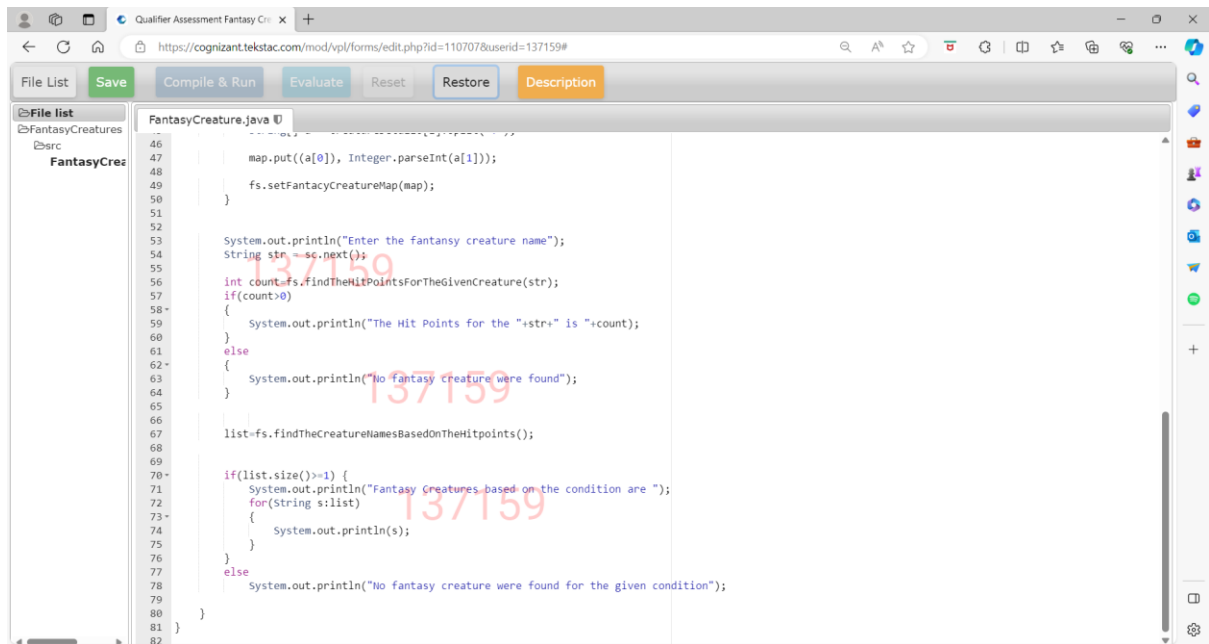 Qualifier Assessment Fantasy Cre
https://cognizant.tekstac.com/mod/vpl/forms/edit.php?id=110707&userid=137159#
File List Save Compile & Run Evaluate Reset Restore Description
File list
FantasyCreatures
src
FantasyCrea
FantasyCreature.java
46
47 map.put((a[0]), Integer.parseInt(a[1]));
48
49 fs.setFantacyCreatureMap(map);
50 }
51
52
53 System.out.println("Enter the fantansy creature name");
54 String str = sc.next();
137159
55
56 int count=fs.findTheHitPointsForTheGivenCreature(str);
57 if(count>0)
58 {
59 System.out.println("The Hit Points for the "+str+" is "+count);
60 }
61 else
62 {
63 System.out.println("No fantasy creature were found");
137159
64 }
65
66
67 list=fs.findTheCreatureNamesBasedOnTheHitpoints();
68
69
70 if(list.size()>=1) {
71 System.out.println("Fantasy Creatures based on the condition are ");
137159
72 for(String s:list)
73 {
74 System.out.println(s);
75 }
76 }
77 else
78 System.out.println("No fantasy creature were found for the given condition");
79
80 }
81 }
82